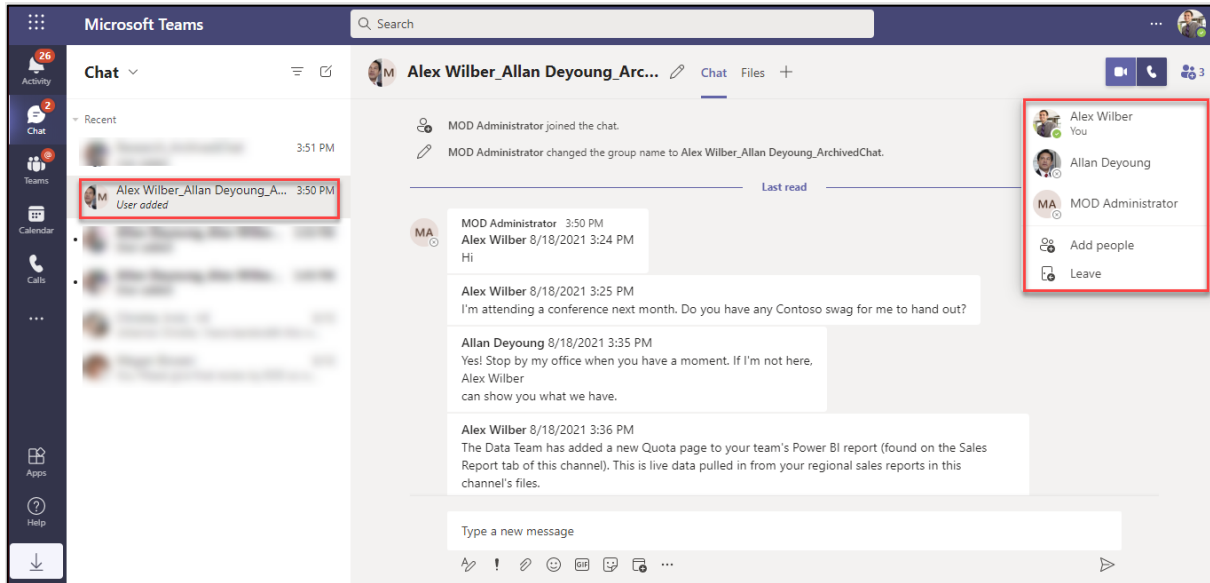 Microsoft Teams
Search
26
Activity
2
Chat
@
Teams
Calendar
Calls
Apps
Help
Chat
Recent
3:51 PM
Alex Wilber_Allan Deyoung_A... 3:50 PM
User added
M
M
Alex Wilber_Allan Deyoung_Arc...
Chat Files
3
MOD Administrator joined the chat.
MOD Administrator changed the group name to Alex Wilber_Allan Deyoung_ArchivedChat.
Last read
MA
MOD Administrator 3:50 PM
Alex Wilber 8/18/2021 3:24 PM
Hi
Alex Wilber 8/18/2021 3:25 PM
I'm attending a conference next month. Do you have any Contoso swag for me to hand out?
Allan Deyoung 8/18/2021 3:35 PM
Yes! Stop by my office when you have a moment. If I'm not here,
Alex Wilber
can show you what we have.
Alex Wilber 8/18/2021 3:36 PM
The Data Team has added a new Quota page to your team's Power BI report (found on the Sales
Report tab of this channel). This is live data pulled in from your regional sales reports in this
channel's files.
Type a new message
GIF
Alex Wilber
You
Allan Deyoung
MA MOD Administrator
Add people
Leave